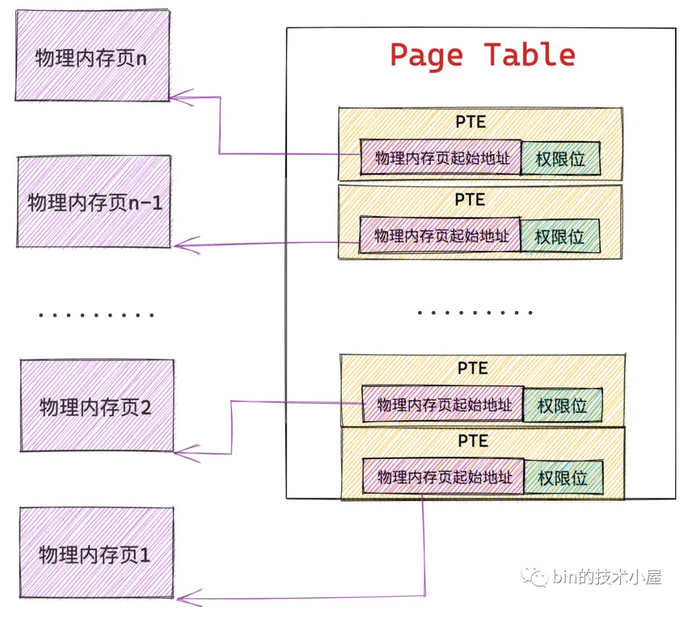 物理内存页n
物理内存页n-1
·········
物理内存页2
物理内存页1
Page Table
PTE
物理内存页起始地址 权限位
PTE
物理内存页起始地址 权限位
·········
PTE
物理内存页起始地址 权限位
PTE
物理内存页起始地址 权限位
bin的技术小屋